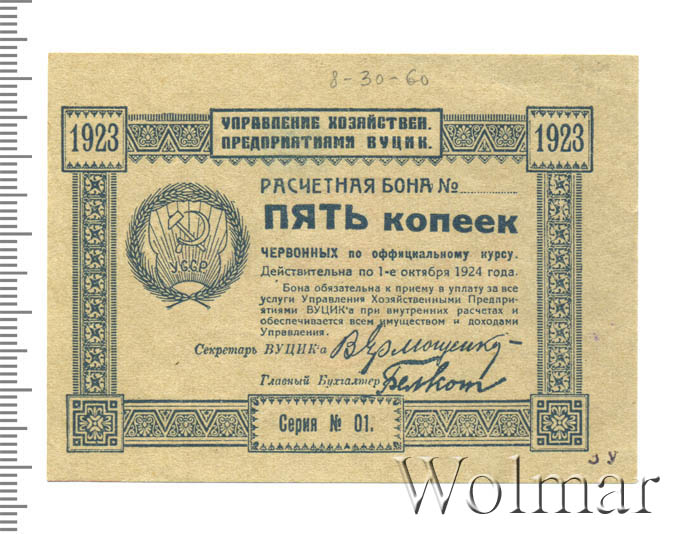 8-30-60
1923
УПРАВЛЕНИЕ ХОЗЯЙСТВЕН.
ПРЕДПРИЯТИЯМИ ВУЦИК.
1923
РАСЧЕТНАЯ БОНА №
ПЯТЬ копеек
ЧЕРВОННЫХ по оффициальному курсу.
Действительна по 1-е октября 1924 года.
Бона обязательна к приему в уплату за все
услуги Управления Хозяйственными Предпри-
ятиями ВУЦИК'а при внутренних расчетах и
обеспечивается всем имуществом и доходами
Управления.
УССР
Секретарь ВУЦИК-а
Главный Бухгалтер
Серия № 01.
Wolmar